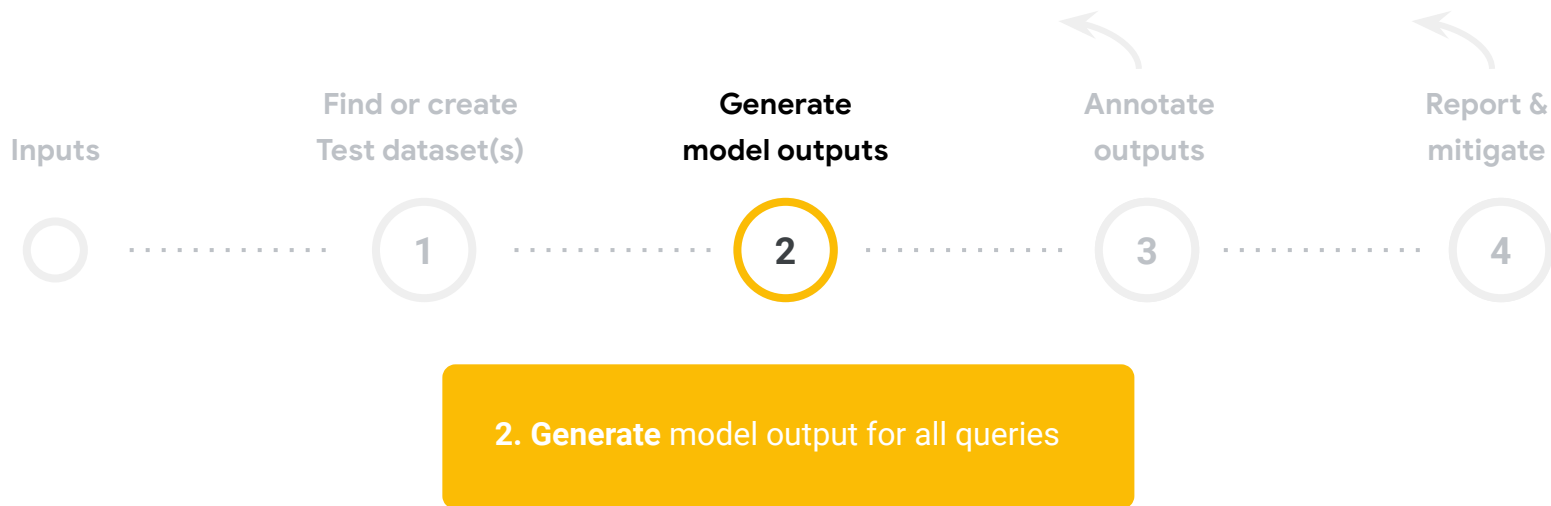 Inputs
Find or create
Test dataset(s)
Generate
model outputs
Annotate
outputs
Report &
mitigate
1
2
3
4
2. Generate model output for all queries